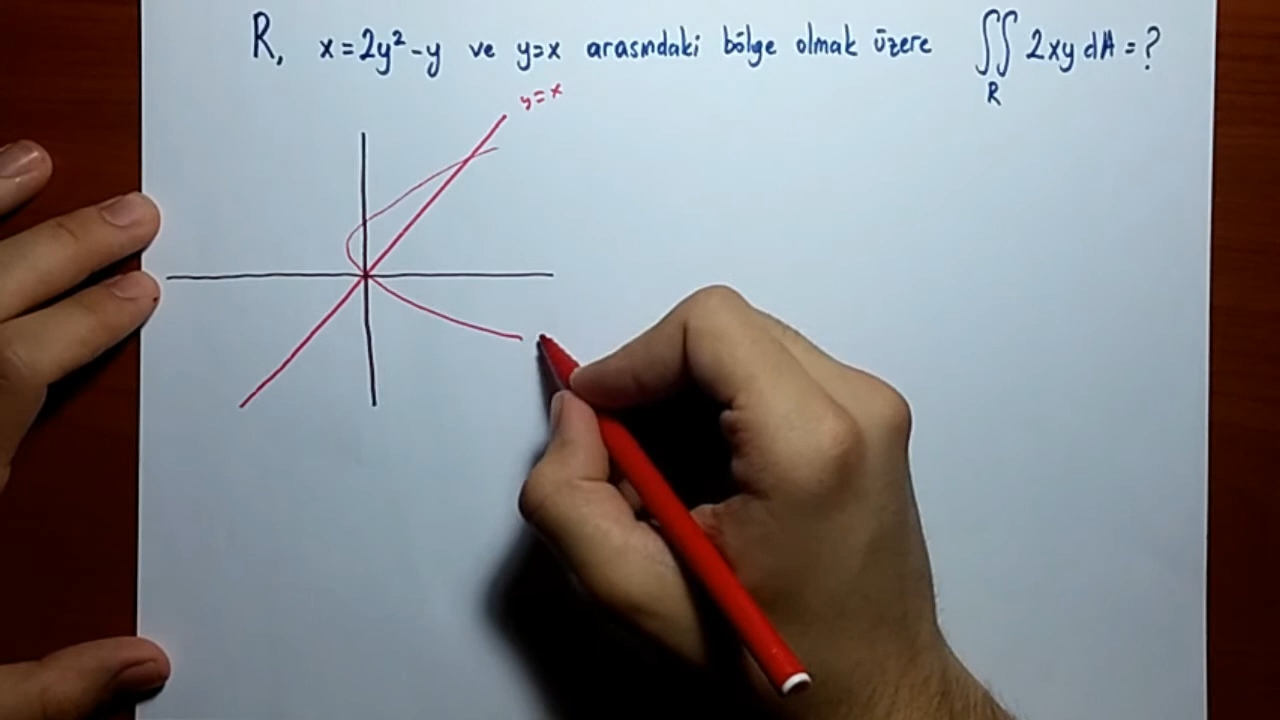 R, x=2y²-y ve y=x arasındaki bölge olmak üzere ∬_R 2xy dA = ?
y=x